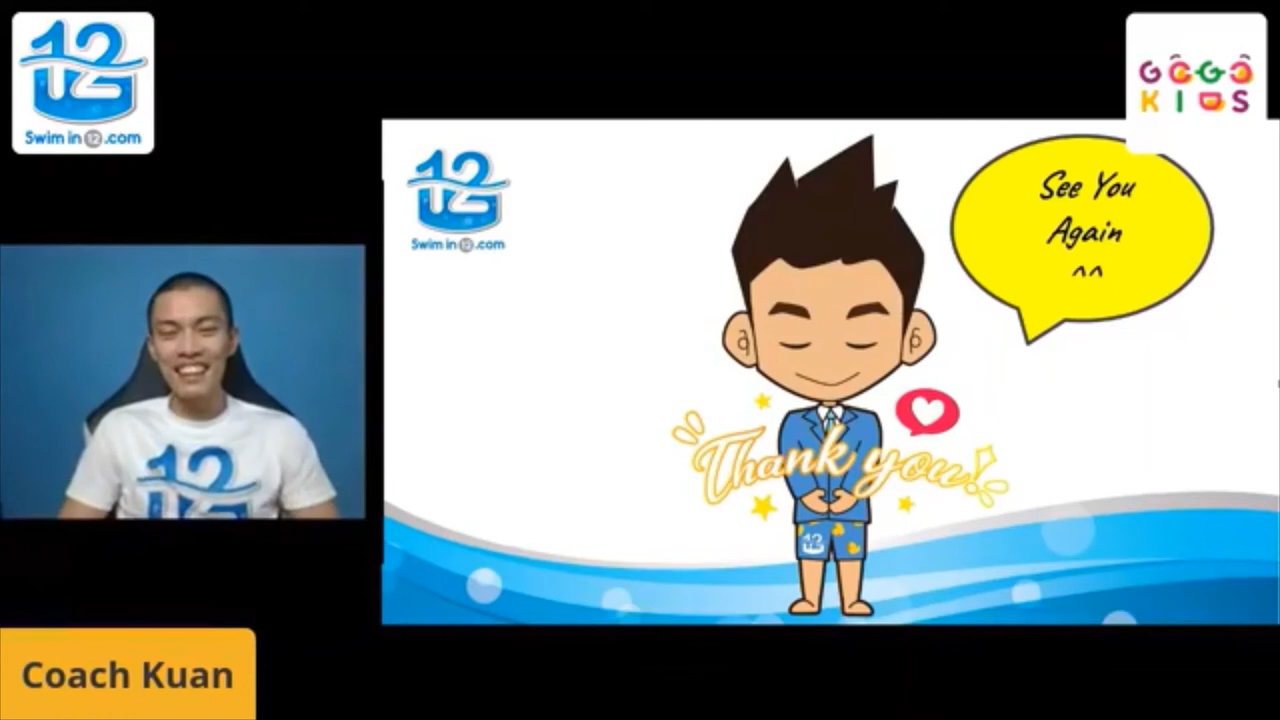 12
Swim in 12 .com
GOGO
KIDS
12
Swim in 12 .com
See You
Again
^^
Thank you!
12
12
Coach Kuan